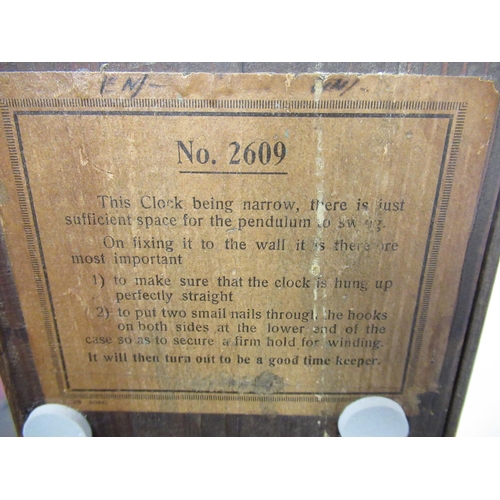 No. 2609
This Clock being narrow, there is just
sufficient space for the pendulum to swing.
On fixing it to the wall it is therefore
most important
1) to make sure that the clock is hung up
perfectly straight
2) to put two small nails through the hooks
on both sides at the lower end of the
case so as to secure a firm hold for winding.
It will then turn out to be a good time keeper.